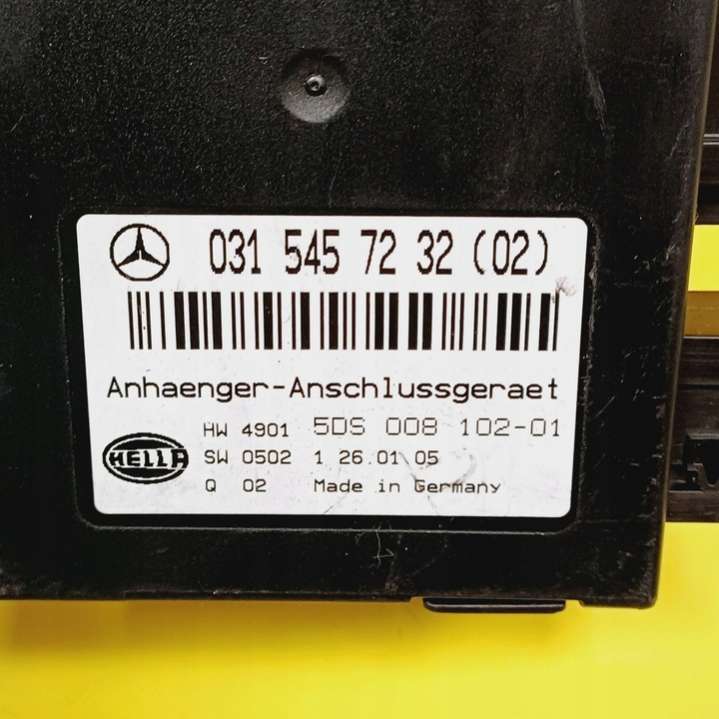 031 545 72 32 (02)
Anhaenger-Anschlussgeraet
HW 4901 5DS 008 102-01
HELLA SW 0502 1 26.01 05
Q 02 Made in Germany